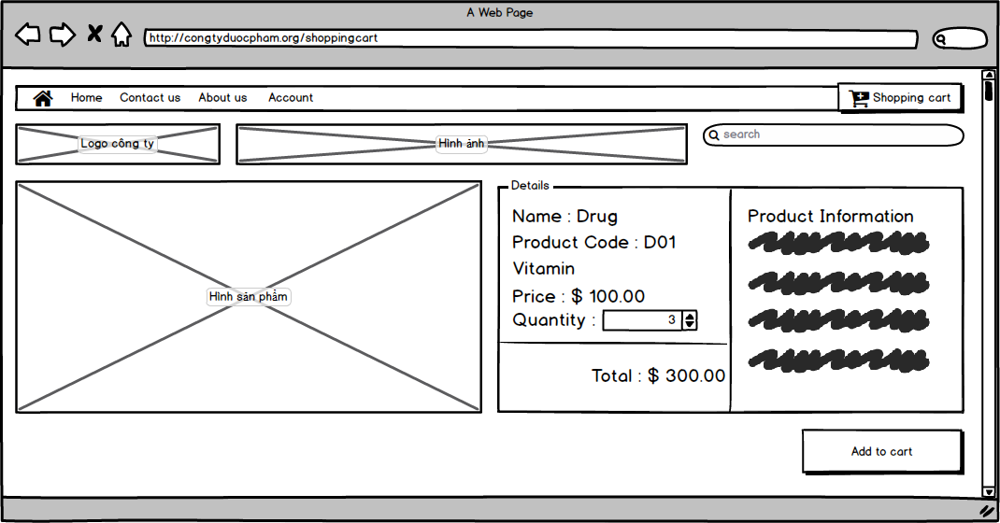 A Web Page
http://congtyduocpham.org/shoppingcart
Home Contact us About us Account Shopping cart
Logo công ty
Hình ảnh
search
Hình sản phẩm
Details
Name : Drug
Product Code : D01
Vitamin
Price : $ 100.00
Quantity : 3
Total : $ 300.00
Product Information
Add to cart